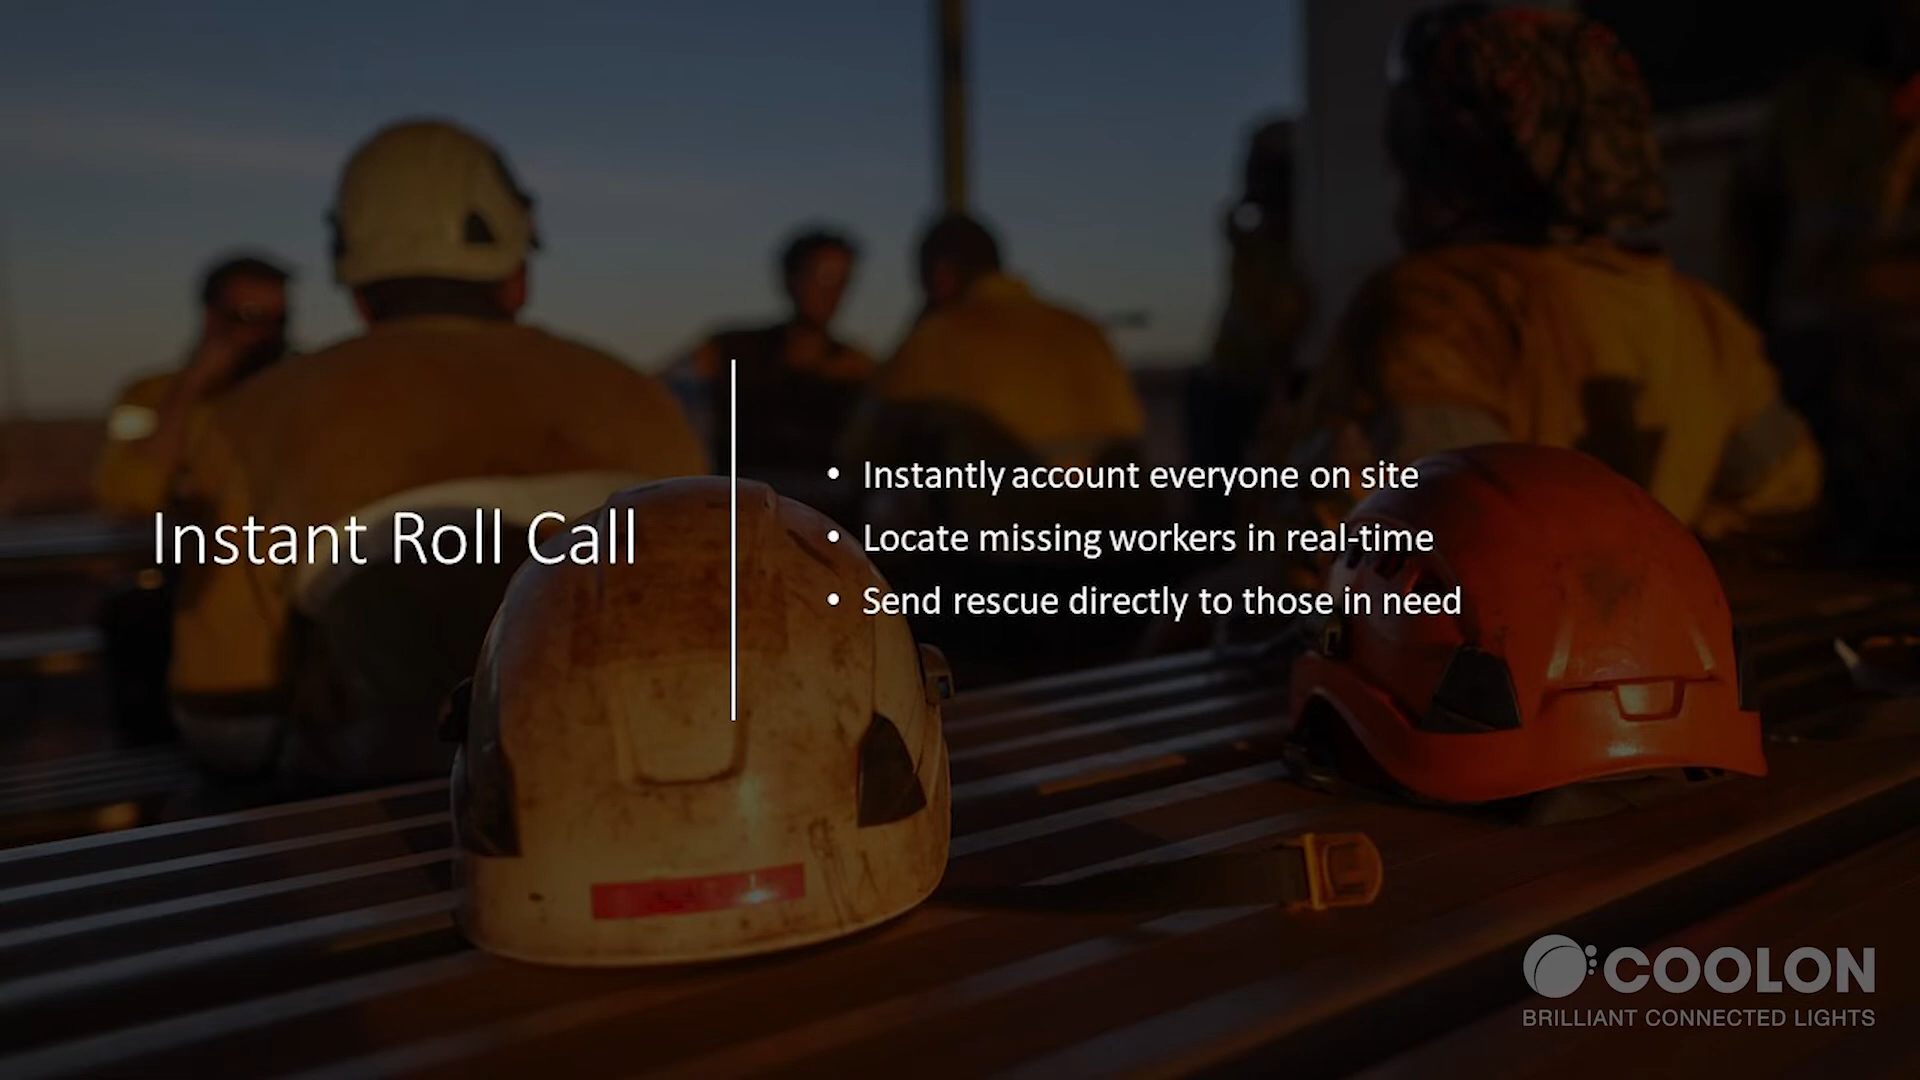 Instant Roll Call
• Instantly account everyone on site
• Locate missing workers in real-time
• Send rescue directly to those in need
COOLON
BRILLIANT CONNECTED LIGHTS